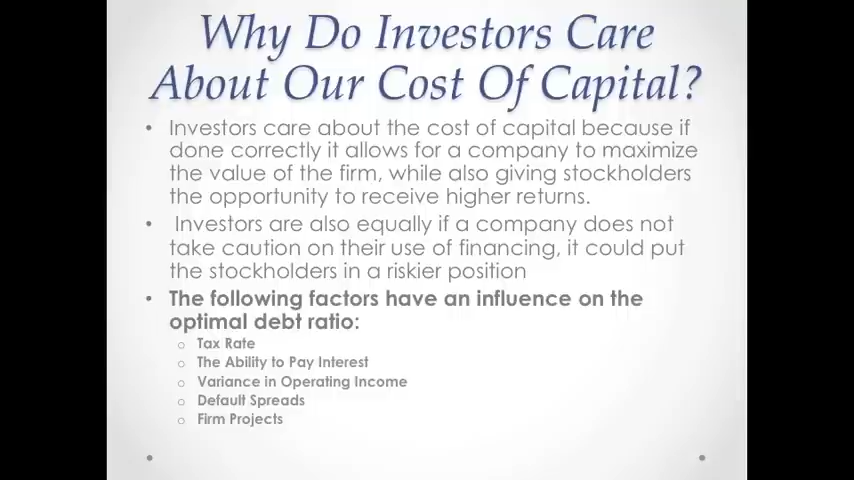 Why Do Investors Care
About Our Cost Of Capital?
• Investors care about the cost of capital because if
done correctly it allows for a company to maximize
the value of the firm, while also giving stockholders
the opportunity to receive higher returns.
• Investors are also equally if a company does not
take caution on their use of financing, it could put
the stockholders in a riskier position
• The following factors have an influence on the
optimal debt ratio:
○ Tax Rate
○ The Ability to Pay Interest
○ Variance in Operating Income
○ Default Spreads
○ Firm Projects